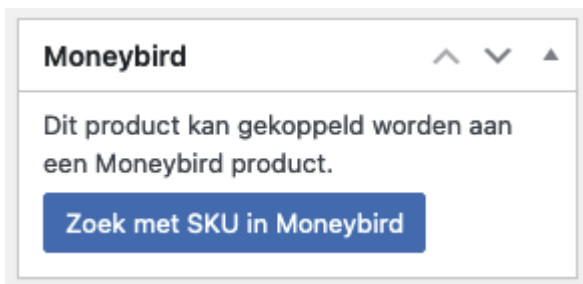 Moneybird
Dit product kan gekoppeld worden aan
een Moneybird product.
Zoek met SKU in Moneybird